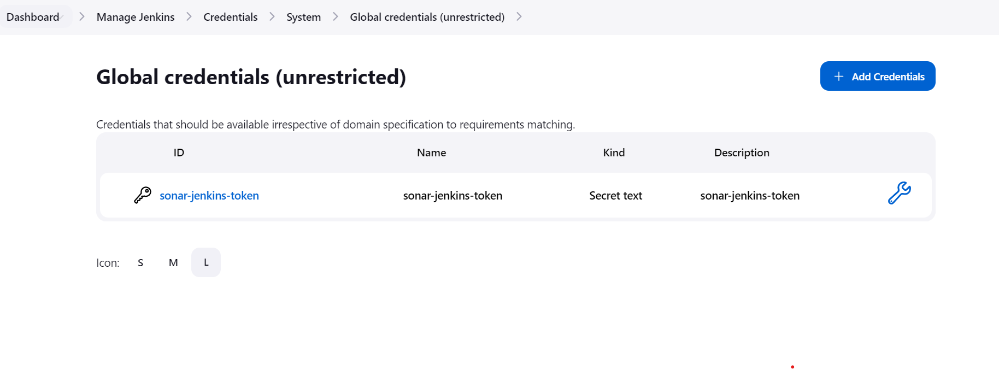 Dashboard > Manage Jenkins > Credentials > System > Global credentials (unrestricted) >
Global credentials (unrestricted)
+ Add Credentials
Credentials that should be available irrespective of domain specification to requirements matching.
ID Name Kind Description
sonar-jenkins-token sonar-jenkins-token Secret text sonar-jenkins-token
Icon: S M L